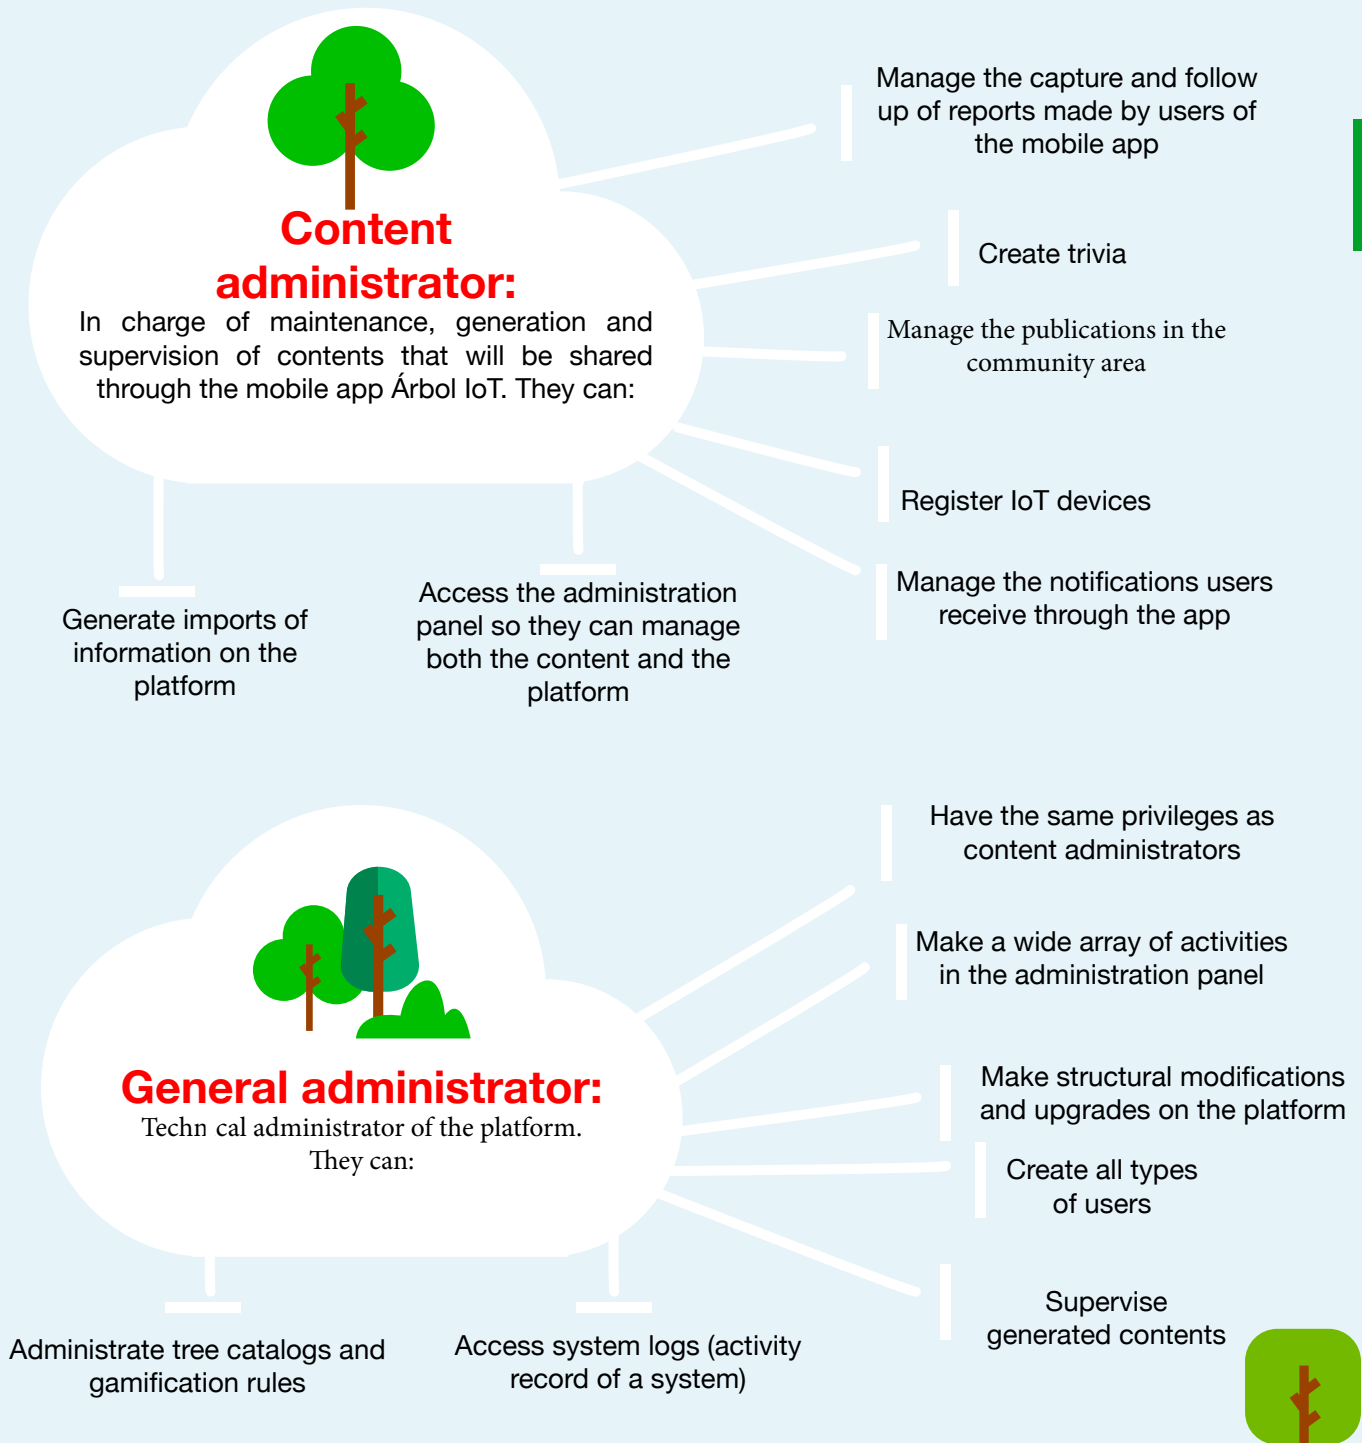 Content
administrator:
In charge of maintenance, generation and
supervision of contents that will be shared
through the mobile app Árbol IoT. They can:
Manage the capture and follow
up of reports made by users of
the mobile app
Create trivia
Manage the publications in the
community area
Register IoT devices
Manage the notifications users
receive through the app
Access the administration
panel so they can manage
both the content and the
platform
Generate imports of
information on the
platform
General administrator:
Techn cal administrator of the platform.
They can:
Have the same privileges as
content administrators
Make a wide array of activities
in the administration panel
Make structural modifications
and upgrades on the platform
Create all types
of users
Supervise
generated contents
Access system logs (activity
record of a system)
Administrate tree catalogs and
gamification rules